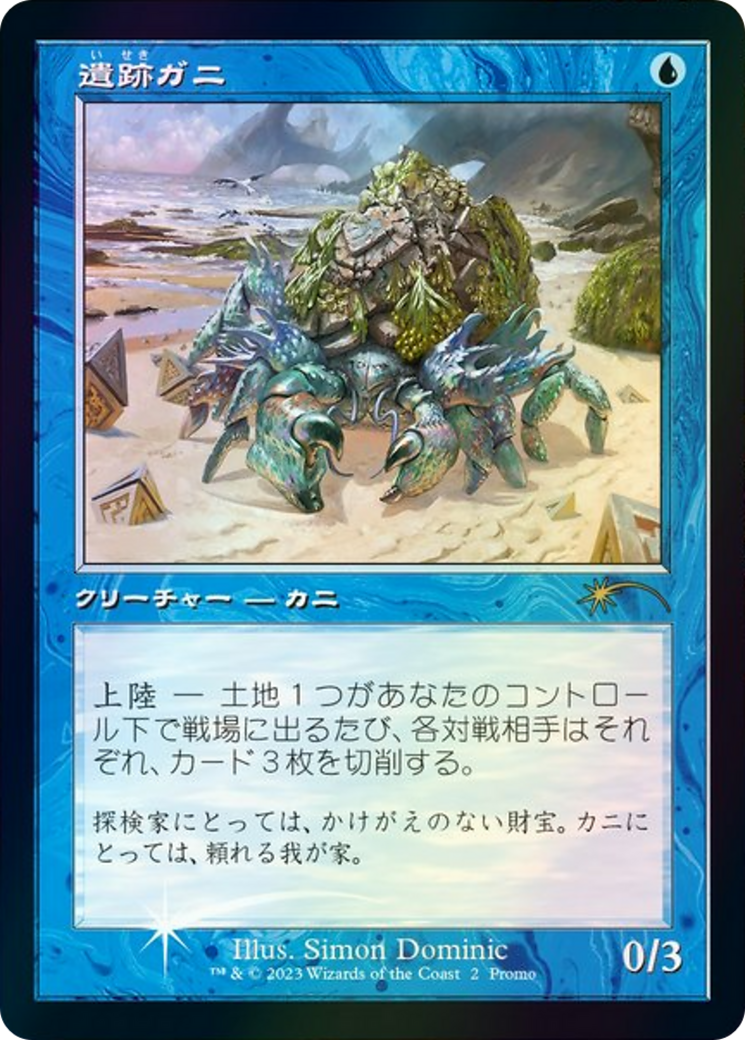 いせき
遺跡ガニ
クリーチャー — カニ
上陸 — 土地1つがあなたのコントロー
ル下で戦場に出るたび、各対戦相手はそれ
ぞれ、カード3枚を切削する。
探検家にとっては、かけがえのない財宝。カニに
とっては、頼れる我が家。
Illus. Simon Dominic
™ & © 2023 Wizards of the Coast 2 Promo
0/3